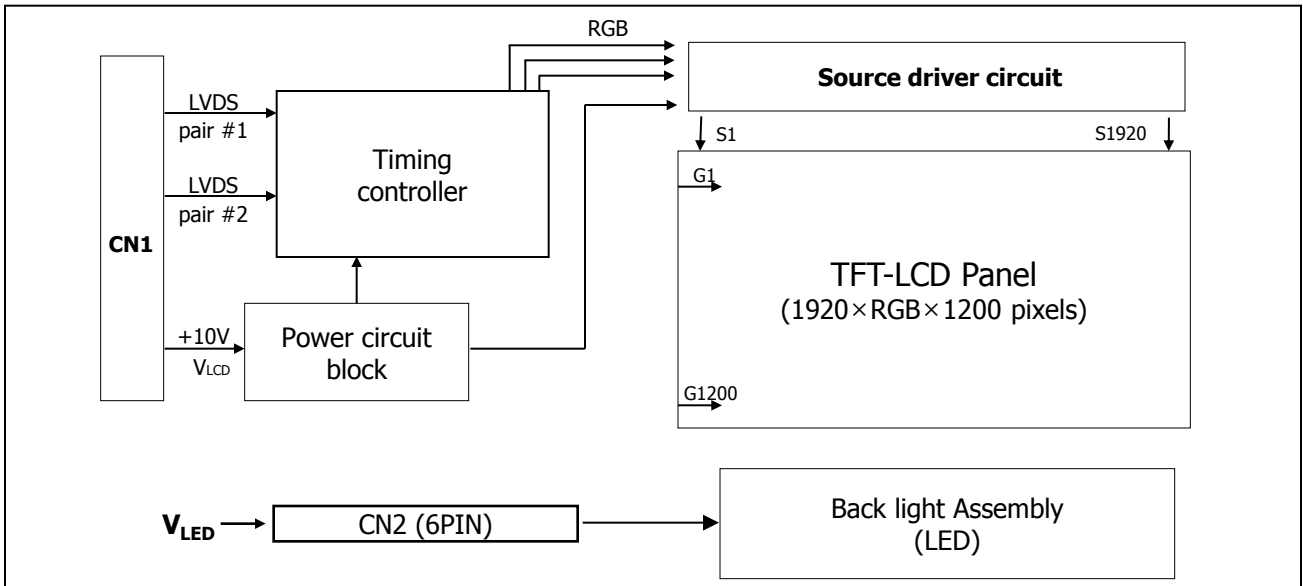 RGB
Source driver circuit
LVDS
pair #1
Timing
controller
S1
S1920
G1
LVDS
pair #2
CN1
TFT-LCD Panel
(1920×RGB×1200 pixels)
+10V
VLCD
Power circuit
block
G1200
VLED
CN2 (6PIN)
Back light Assembly
(LED)